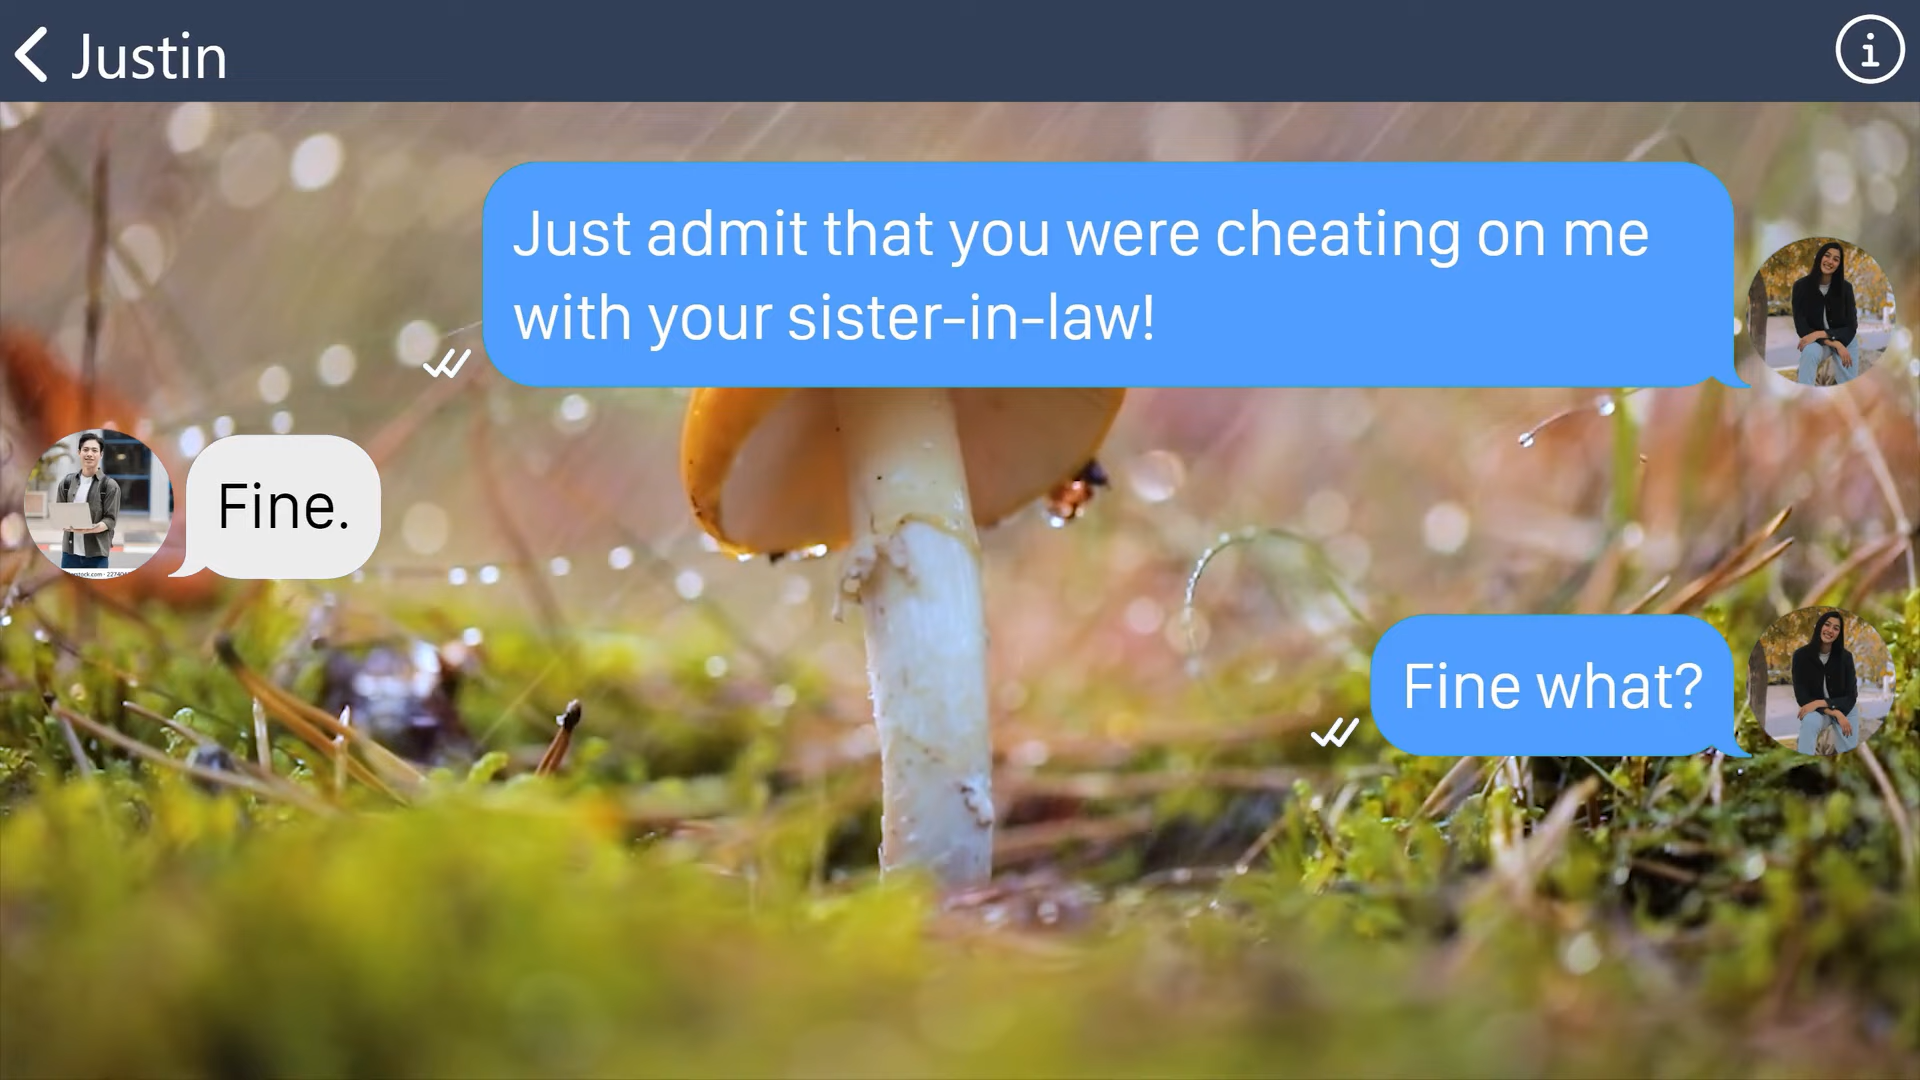 Justin
Just admit that you were cheating on me
with your sister-in-law!
Fine.
Fine what?